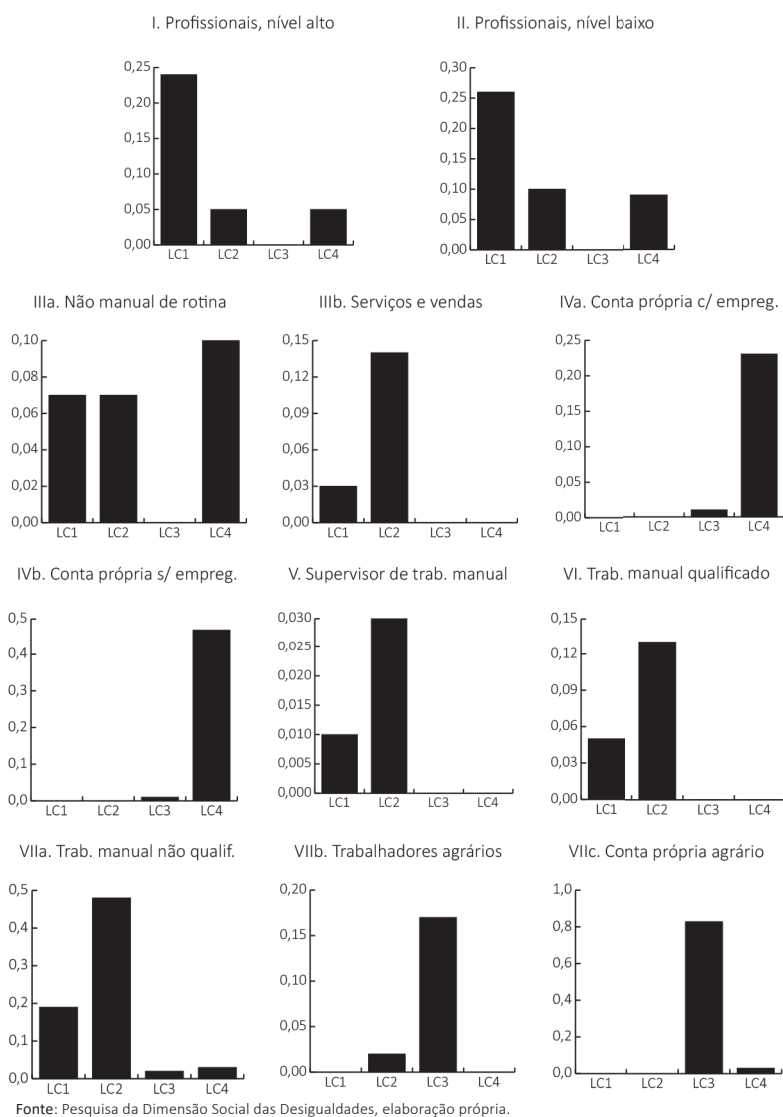 I. Profissionais, nível alto
0,25
0,20
0,15
0,10
0,05
0,00
LC1 LC2 LC3 LC4
II. Profissionais, nível baixo
0,30
0,25
0,20
0,15
0,10
0,05
0,00
LC1 LC2 LC3 LC4
IIIa. Não manual de rotina
0,10
0,08
0,06
0,04
0,02
0,00
LC1 LC2 LC3 LC4
IIIb. Serviços e vendas
0,15
0,12
0,09
0,06
0,03
0,00
LC1 LC2 LC3 LC4
IVa. Conta própria c/ empreg.
0,25
0,20
0,15
0,10
0,05
0,00
LC1 LC2 LC3 LC4
IVb. Conta própria s/ empreg.
0,5
0,4
0,3
0,2
0,1
0,0
LC1 LC2 LC3 LC4
V. Supervisor de trab. manual
0,030
0,025
0,020
0,015
0,010
0,005
0,000
LC1 LC2 LC3 LC4
VI. Trab. manual qualificado
0,15
0,12
0,09
0,06
0,03
0,00
LC1 LC2 LC3 LC4
VIIa. Trab. manual não qualif.
0,5
0,4
0,3
0,2
0,1
0,0
LC1 LC2 LC3 LC4
VIIb. Trabalhadores agrários
0,20
0,15
0,10
0,05
0,00
LC1 LC2 LC3 LC4
VIIc. Conta própria agrário
1,0
0,8
0,6
0,4
0,2
0,0
LC1 LC2 LC3 LC4
Fonte: Pesquisa da Dimensão Social das Desigualdades, elaboração própria.